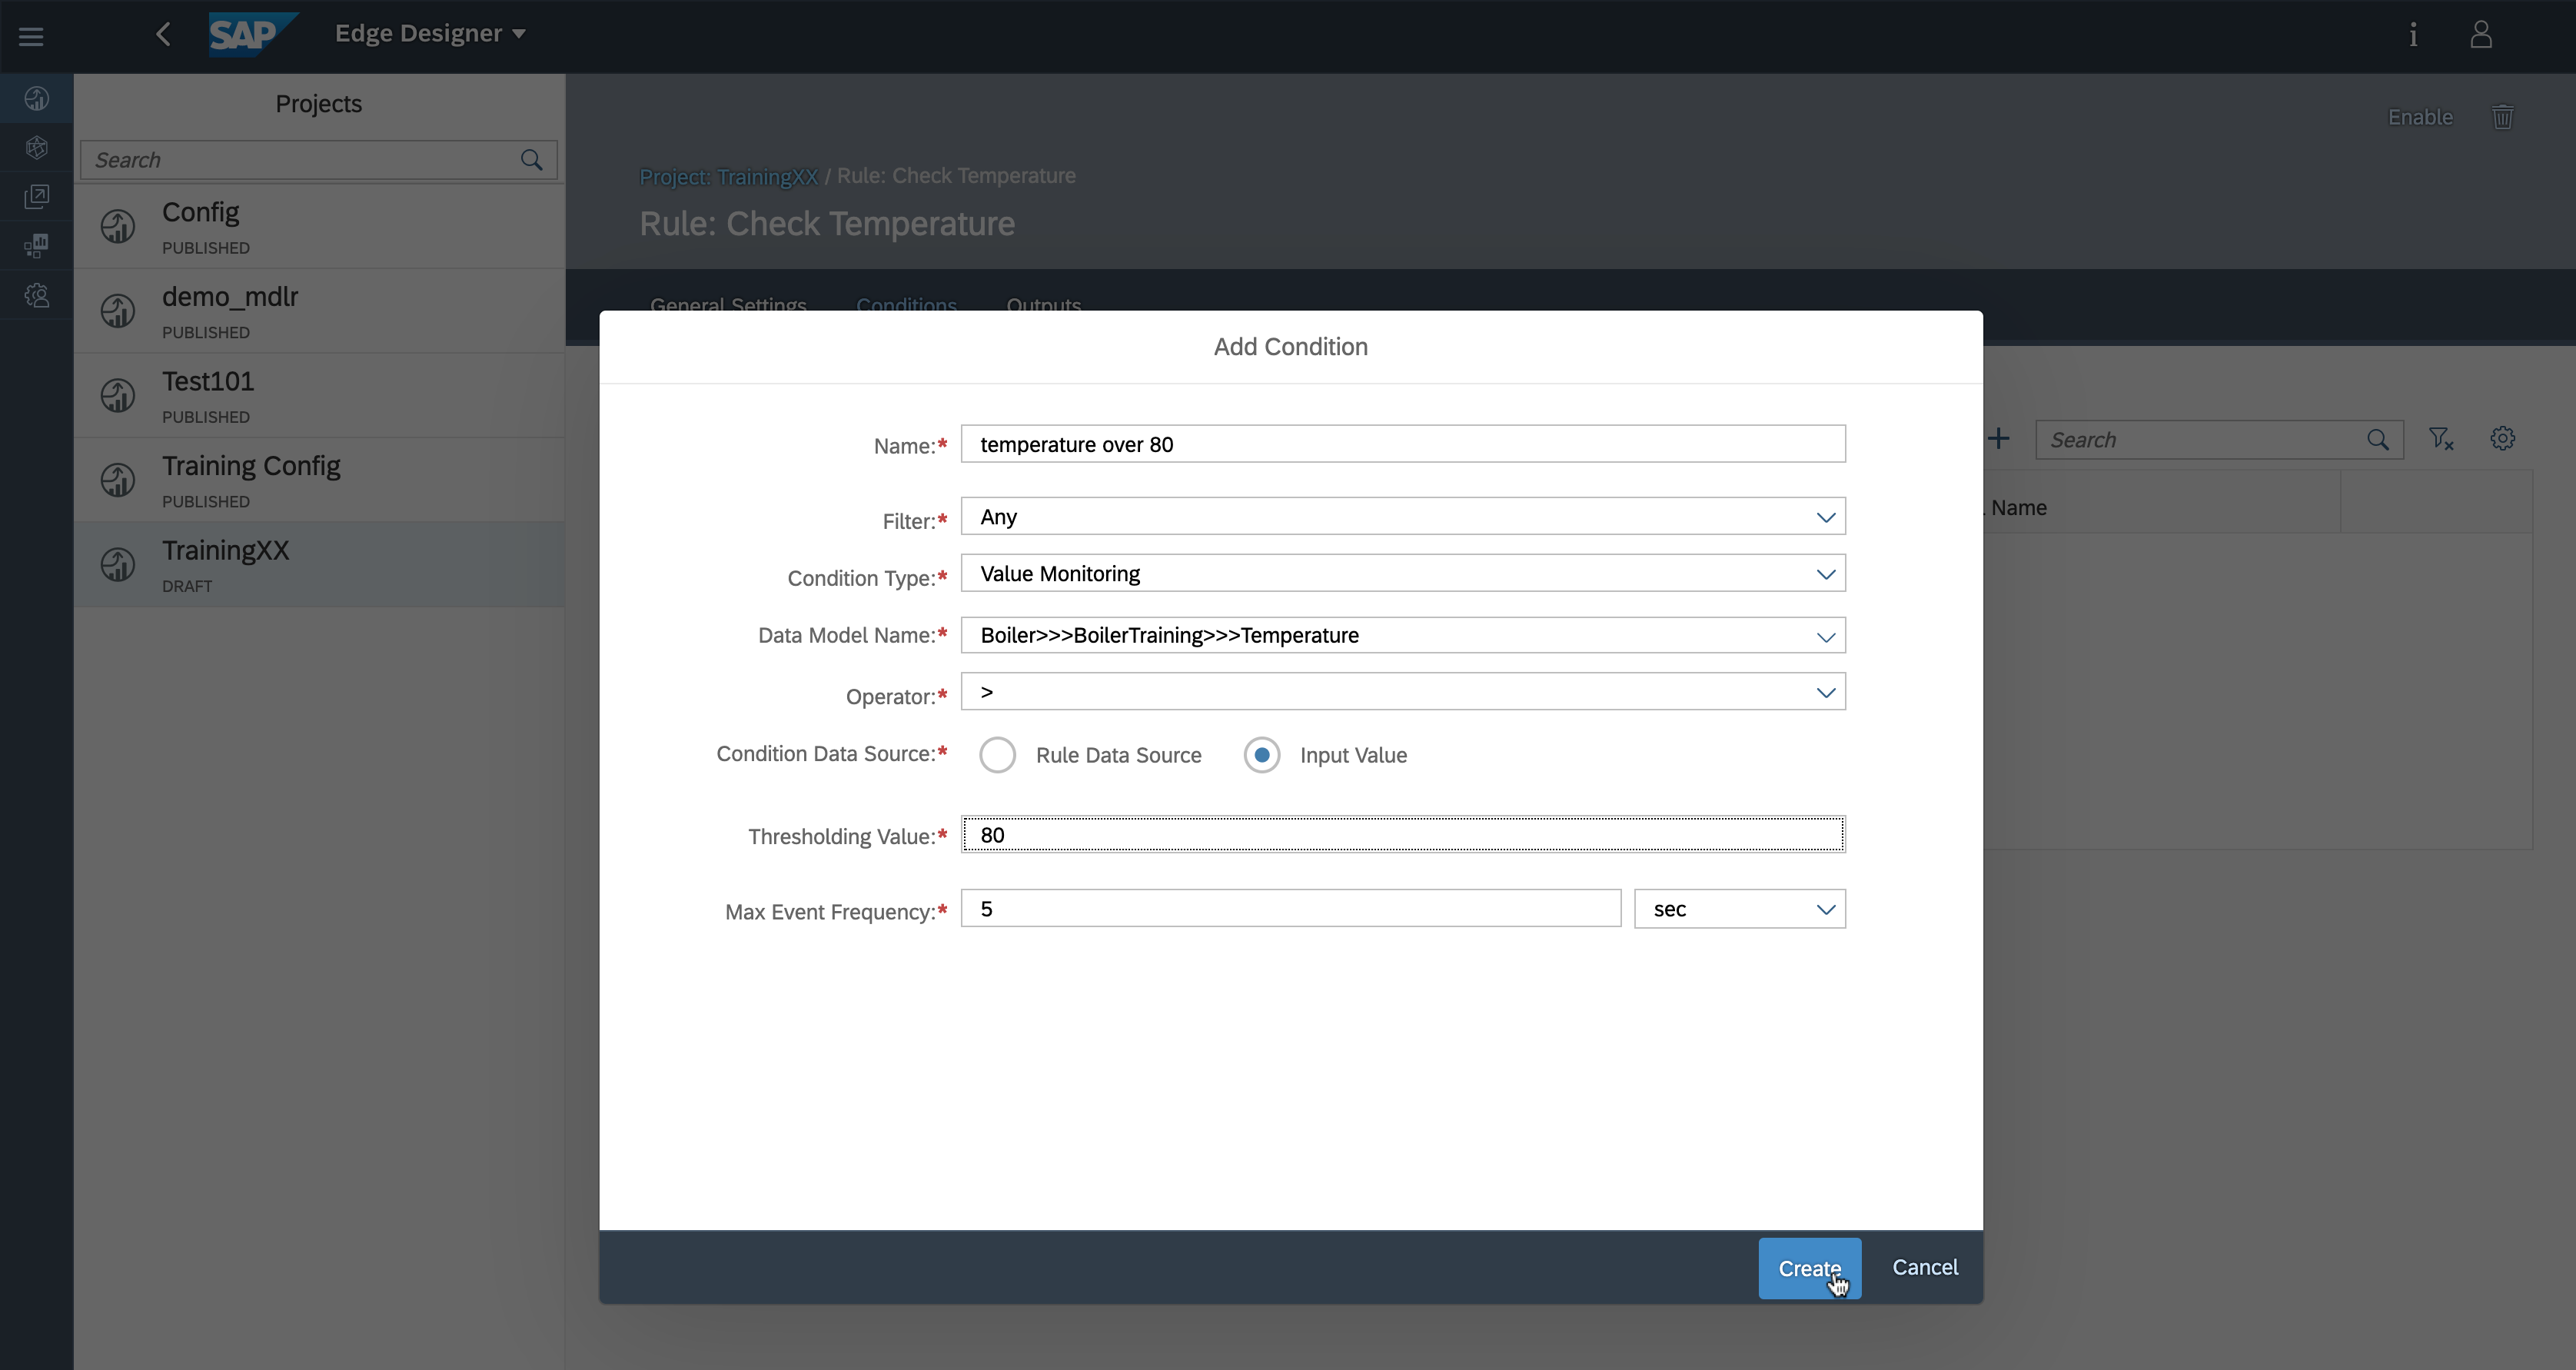 SAP
Edge Designer
Projects
Enable
Search
Project: TrainingXX / Rule: Check Temperature
Rule: Check Temperature
Config
PUBLISHED
demo_mdlr
PUBLISHED
General Settings Conditions Outputs
Test101
PUBLISHED
Training Config
PUBLISHED
TrainingXX
DRAFT
Add Condition
Name:* temperature over 80
Search
Filter:* Any
Name
Condition Type:* Value Monitoring
Data Model Name:* Boiler>>>BoilerTraining>>>Temperature
Operator:* >
Condition Data Source:* Rule Data Source Input Value
Thresholding Value:* 80
Max Event Frequency:* 5 sec
Create Cancel